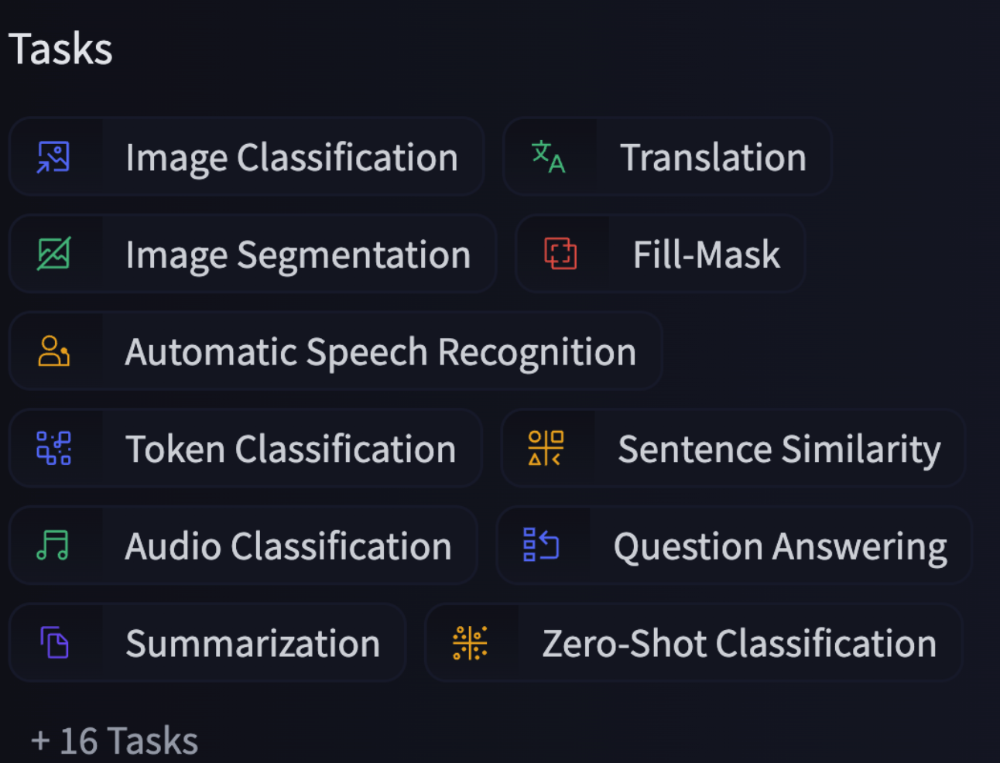 Tasks
Image Classification
Translation
Image Segmentation
Fill-Mask
Automatic Speech Recognition
Token Classification
Sentence Similarity
Audio Classification
Question Answering
Summarization
Zero-Shot Classification
+ 16 Tasks